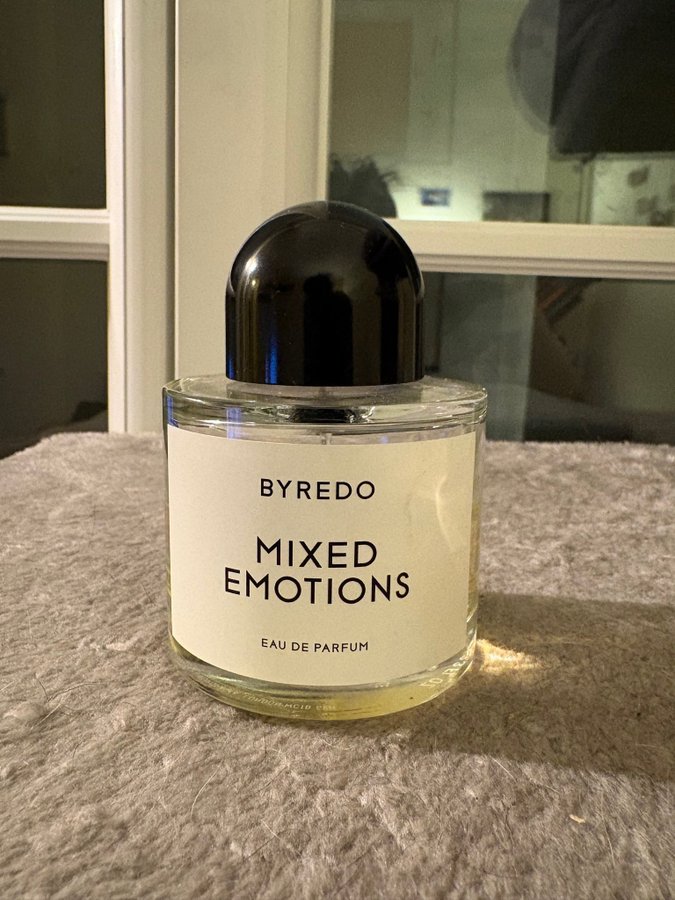 BYREDO
MIXED
EMOTIONS
EAU DE PARFUM